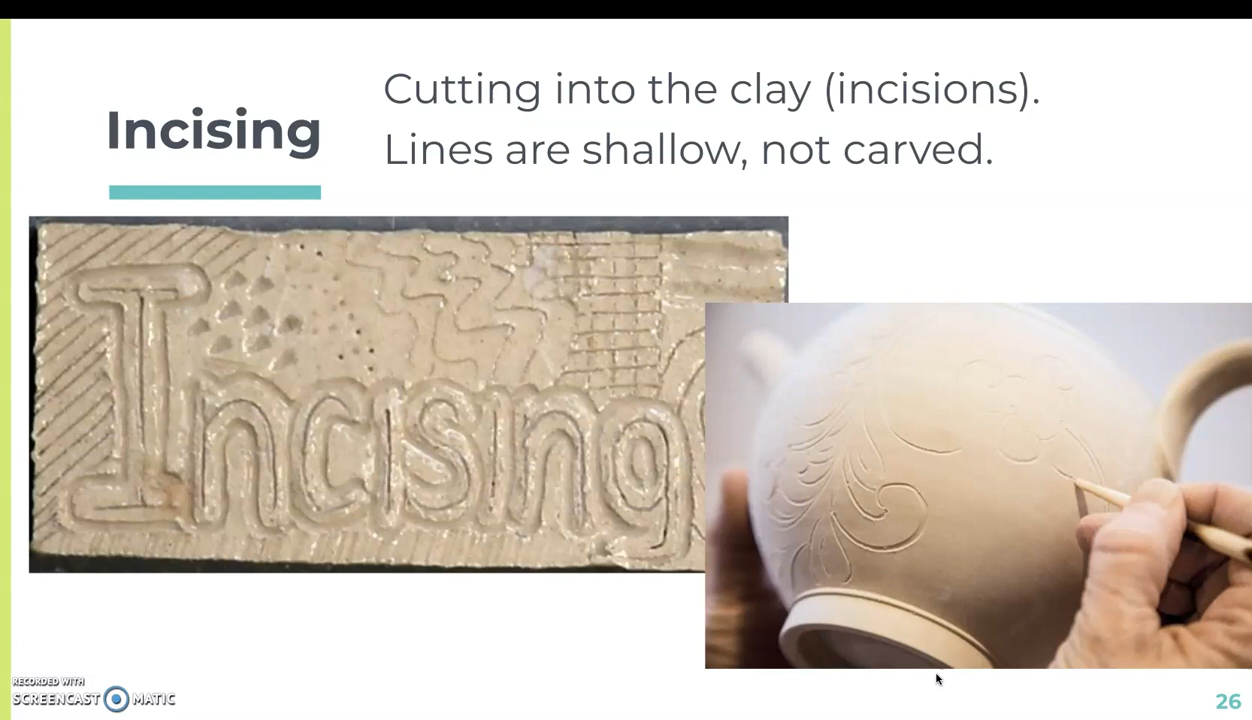 Cutting into the clay (incisions).
Incising
Lines are shallow, not carved.
Incising
RECORDED WITH
SCREENCAST MATIC
26